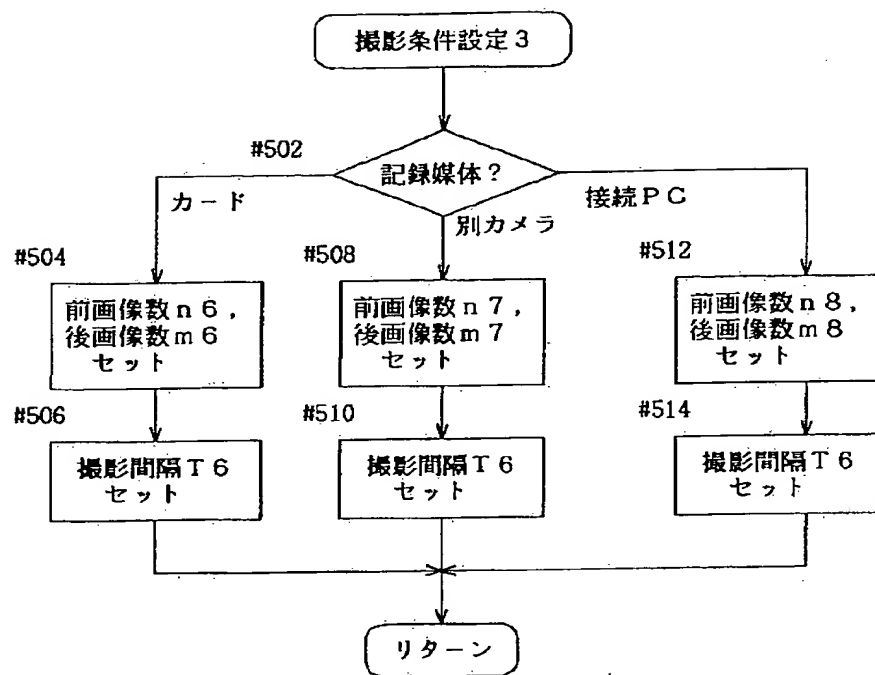 撮影条件設定3
#502
記録媒体?
カード
別カメラ
接続PC
#504
前画像数n6,
後画像数m6
セット
#506
撮影間隔T6
セット
#508
前画像数n7,
後画像数m7
セット
#510
撮影間隔T6
セット
#512
前画像数n8,
後画像数m8
セット
#514
撮影間隔T6
セット
リターン